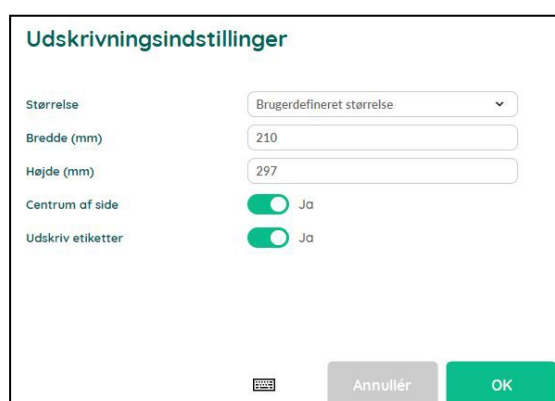 Udskrivningsindstillinger
Størrelse Brugerdefineret størrelse
Bredde (mm) 210
Højde (mm) 297
Centrum af side Ja
Udskriv etiketter Ja
Annullér OK